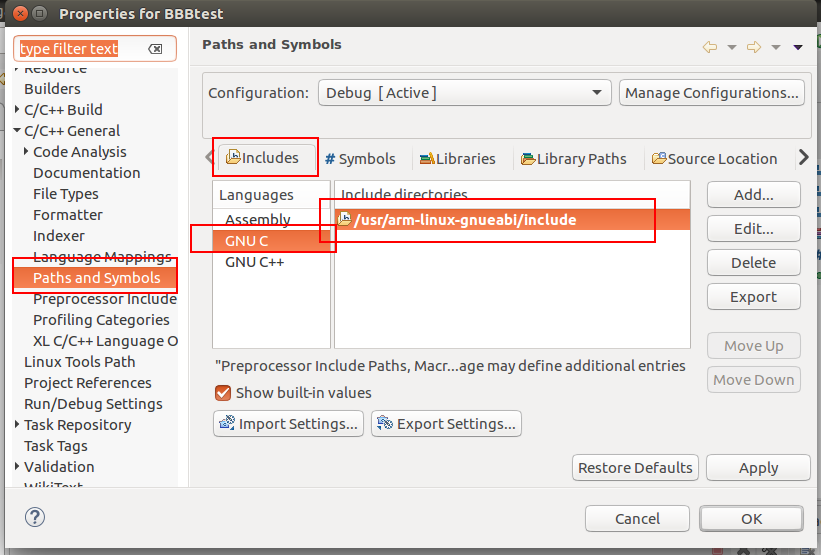 Properties for BBBtest
type filter text
Resource
Builders
C/C++ Build
C/C++ General
Code Analysis
Documentation
File Types
Formatter
Indexer
Language Mappings
Paths and Symbols
Preprocessor Include
Profiling Categories
XL C/C++ Language O
Linux Tools Path
Project References
Run/Debug Settings
Task Repository
Task Tags
Validation
WikiText
Paths and Symbols
Configuration: Debug [ Active ] Manage Configurations...
Includes # Symbols Libraries Library Paths Source Location
Languages
Assembly
GNU C
GNU C++
Include directories
/usr/arm-linux-gnueabi/include
Add...
Edit...
Delete
Export
Move Up
Move Down
"Preprocessor Include Paths, Macr...age may define additional entries
Show built-in values
Import Settings... Export Settings...
Restore Defaults Apply
Cancel OK